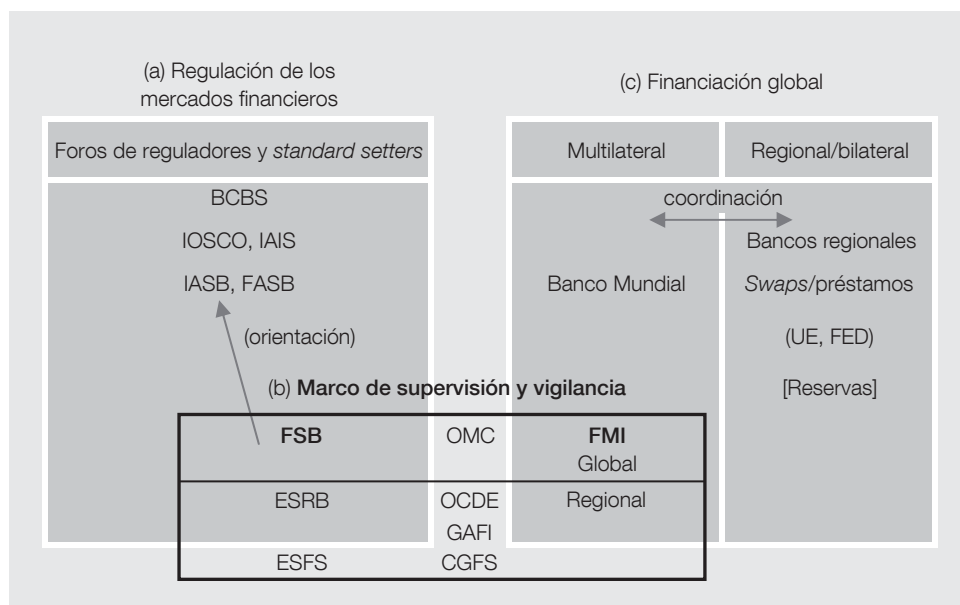 (a) Regulación de los
mercados financieros
Foros de reguladores y standard setters
BCBS
IOSCO, IAIS
IASB, FASB
(orientación)
(c) Financiación global
Multilateral
Regional/bilateral
coordinación
Bancos regionales
Banco Mundial
Swaps/préstamos
(UE, FED)
[Reservas]
(b) Marco de supervisión y vigilancia
FSB
OMC
FMI
Global
ESRB
OCDE
Regional
GAFI
ESFS
CGFS